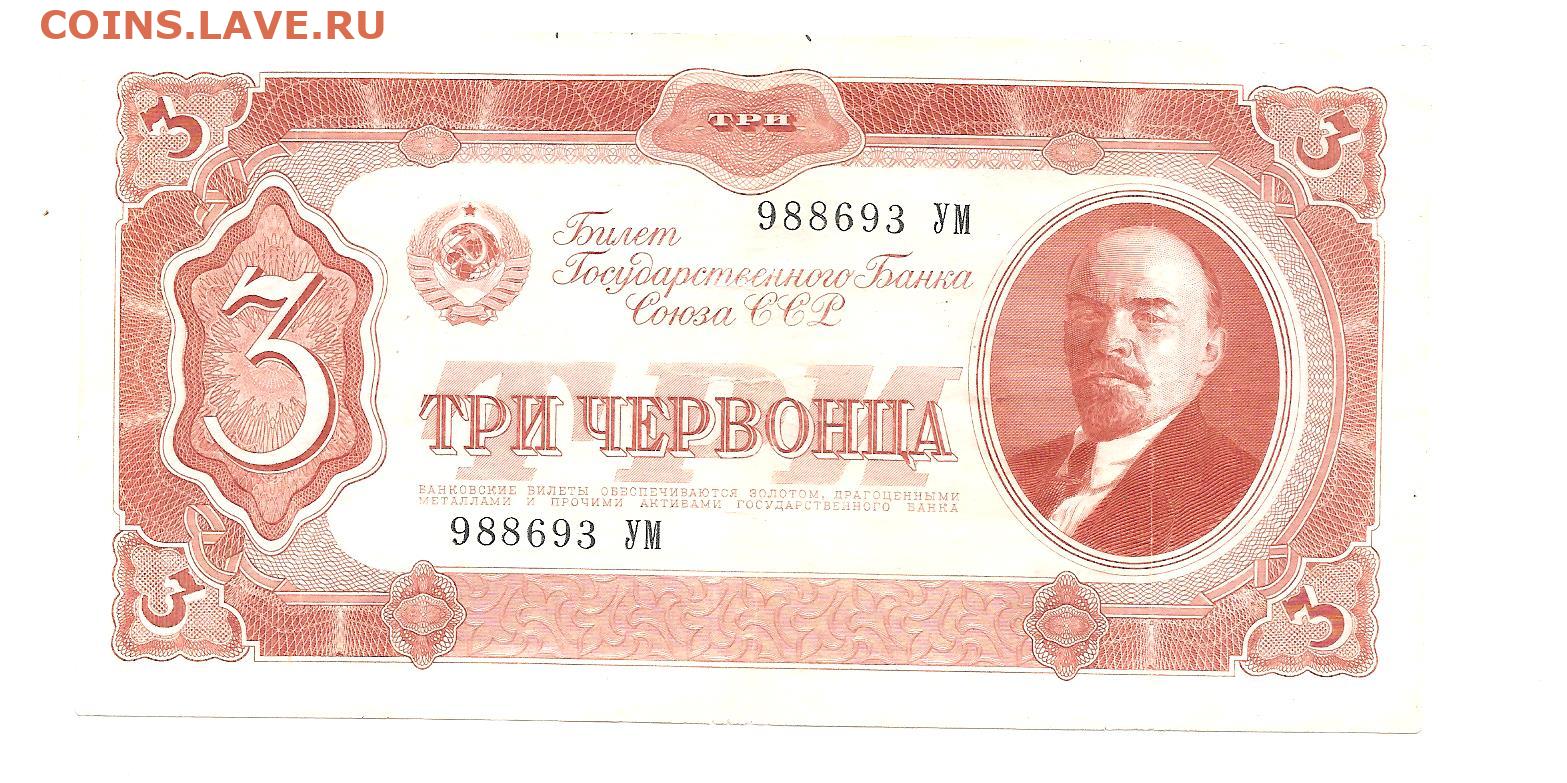 COINS.LAVE.RU
3
3
ТРИ
988693 УМ
Билет
Государственного Банка
Союза ССР
3
ТРИ
ТРИ ЧЕРВОНЦА
БАНКОВСКИЕ БИЛЕТЫ ОБЕСПЕЧИВАЮТСЯ ЗОЛОТОМ, ДРАГОЦЕННЫМИ
МЕТАЛЛАМИ И ПРОЧИМИ АКТИВАМИ ГОСУДАРСТВЕННОГО БАНКА
988693 УМ
3
3